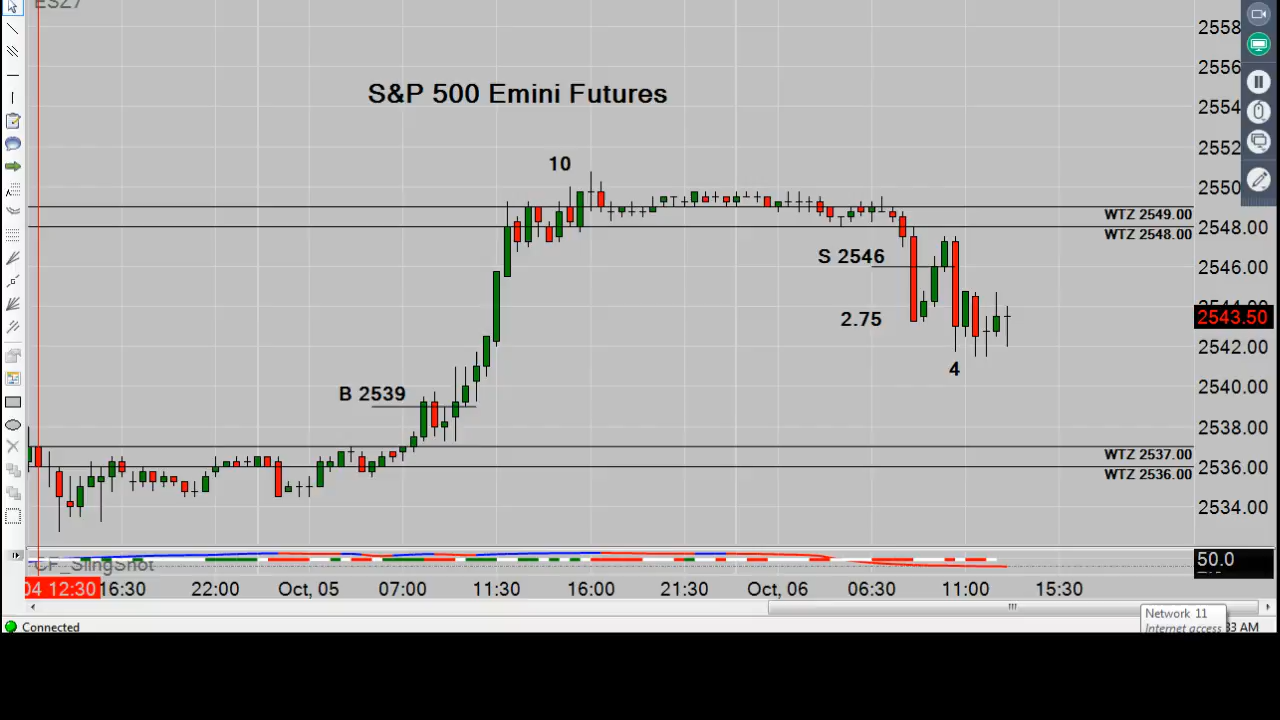 ESZ7
2558
2556
S&P 500 Emini Futures
2554
2552
10
2550
WTZ 2549.00
2548.00
WTZ 2548.00
S 2546
2546.00
2.75
2543.50
2542.00
4
B 2539
2540.00
2538.00
WTZ 2537.00
2536.00
WTZ 2536.00
2534.00
CF_SlingShot
50.0
04 12:30 16:30 22:00 Oct, 05 07:00 11:30 16:00 21:30 Oct, 06 06:30 11:00 15:30
Network 11
Internet access
Connected
33 AM